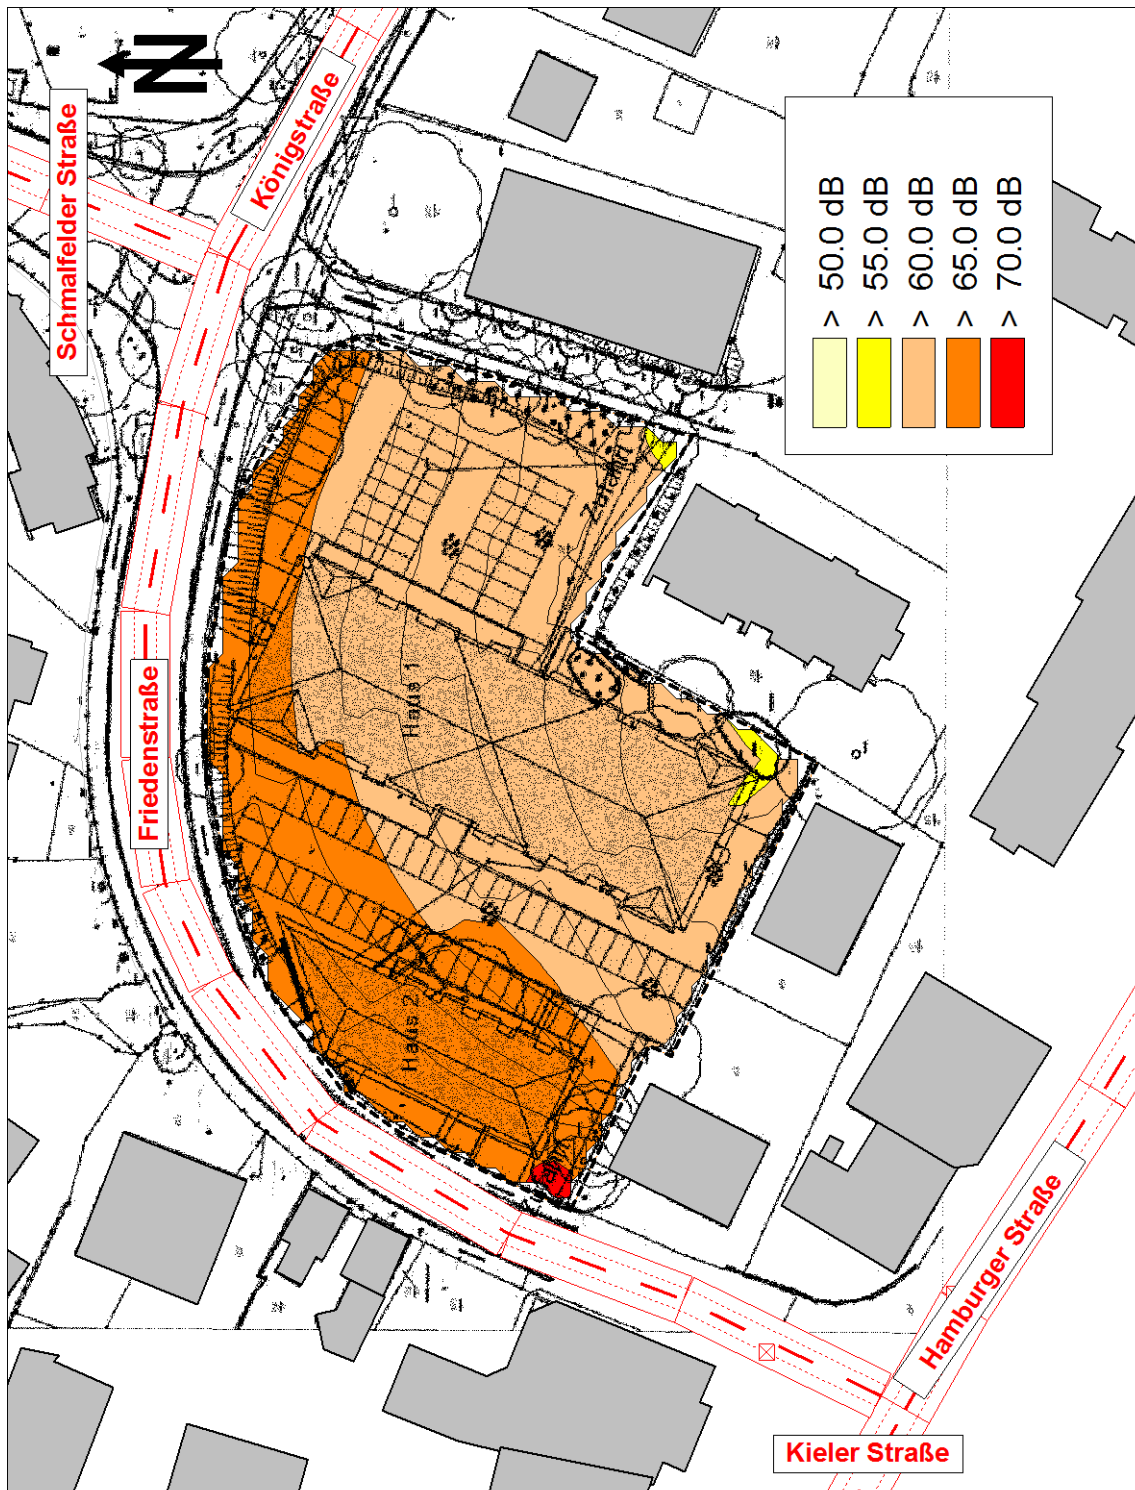 N
Schmalfelder Straße
Königstraße
Friedenstraße
> 50.0 dB
> 55.0 dB
> 60.0 dB
> 65.0 dB
> 70.0 dB
Zufahrt
Haus 1
Haus 2
Hamburger Straße
Kieler Straße